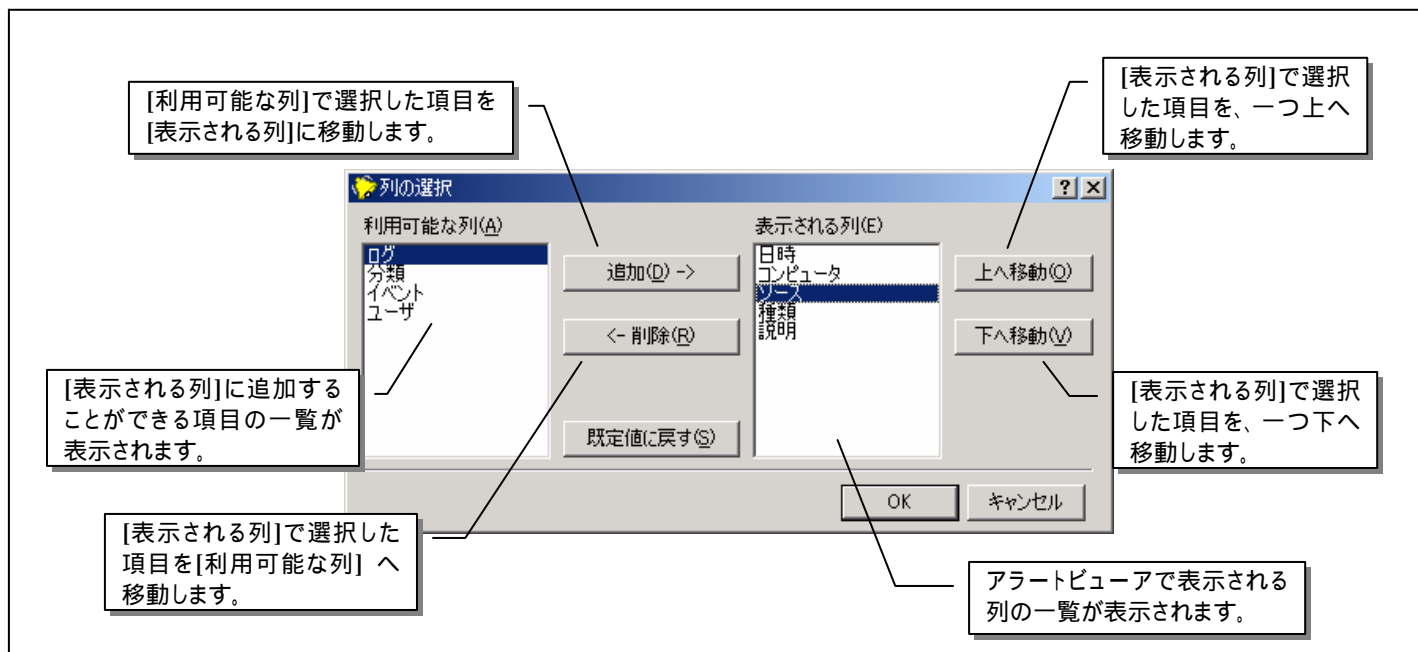 [利用可能な列]で選択した項目を
[表示される列]に移動します。
[表示される列]で選択
した項目を、一つ上へ
移動します。
列の選択
利用可能な列(A)
表示される列(E)
ログ
分類
イベント
ユーザ
追加(D) ->
<- 削除(R)
既定値に戻す(S)
日時
コンピュータ
ソース
種類
説明
上へ移動(O)
下へ移動(V)
OK
キャンセル
[表示される列]に追加する
ことができる項目の一覧が
表示されます。
[表示される列]で選択
した項目を、一つ下へ
移動します。
[表示される列]で選択した
項目を[利用可能な列] へ
移動します。
アラートビューアで表示される
列の一覧が表示されます。